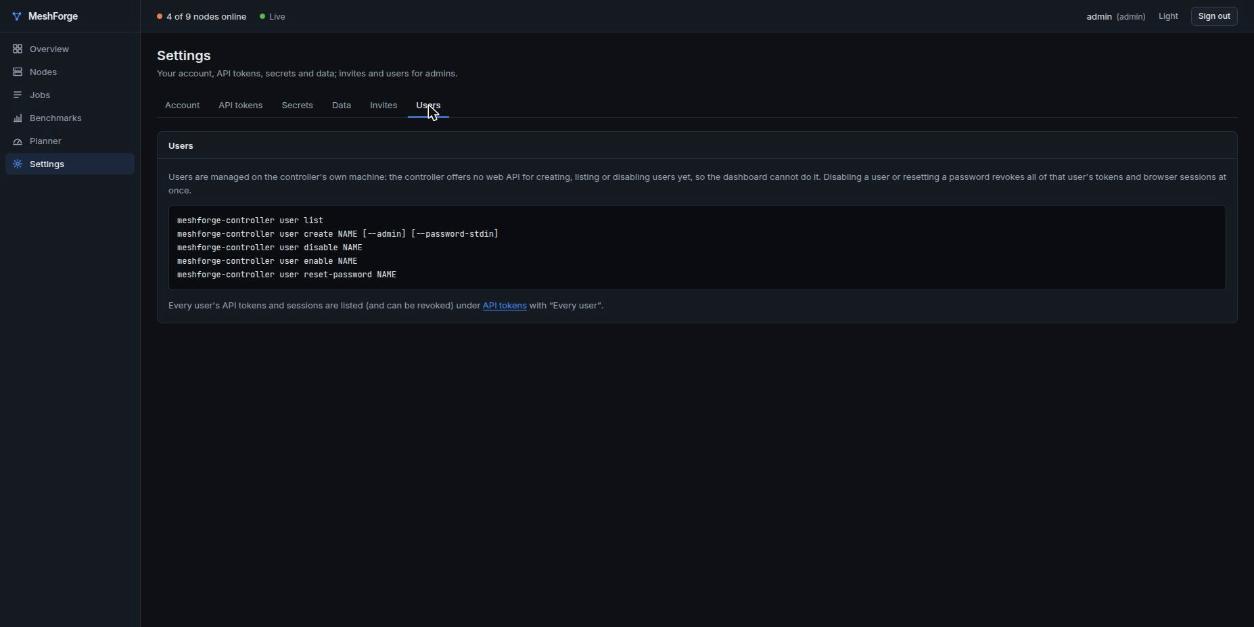 MeshForge
4 of 9 nodes online
Live
admin (admin)
Light
Sign out
Overview
Nodes
Jobs
Benchmarks
Planner
Settings
Settings
Your account, API tokens, secrets and data; invites and users for admins.
Account
API tokens
Secrets
Data
Invites
Users
Users
Users are managed on the controller's own machine: the controller offers no web API for creating, listing or disabling users yet, so the dashboard cannot do it. Disabling a user or resetting a password revokes all of that user's tokens and browser sessions at
once.
meshforge-controller user list
meshforge-controller user create NAME [--admin] [--password-stdin]
meshforge-controller user disable NAME
meshforge-controller user enable NAME
meshforge-controller user reset-password NAME
Every user's API tokens and sessions are listed (and can be revoked) under API tokens with “Every user”.